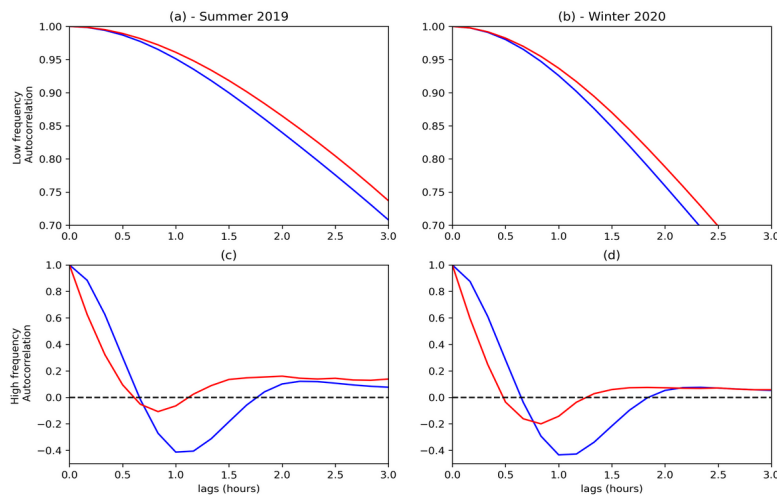 (a) - Summer 2019
(b) - Winter 2020
Low frequency
Autocorrelation
1.00
0.95
0.90
0.85
0.80
0.75
0.70
0.0 0.5 1.0 1.5 2.0 2.5 3.0
1.00
0.95
0.90
0.85
0.80
0.75
0.70
0.0 0.5 1.0 1.5 2.0 2.5 3.0
(c)
(d)
High frequency
Autocorrelation
1.0
0.8
0.6
0.4
0.2
0.0
−0.2
−0.4
0.0 0.5 1.0 1.5 2.0 2.5 3.0
lags (hours)
1.0
0.8
0.6
0.4
0.2
0.0
−0.2
−0.4
0.0 0.5 1.0 1.5 2.0 2.5 3.0
lags (hours)